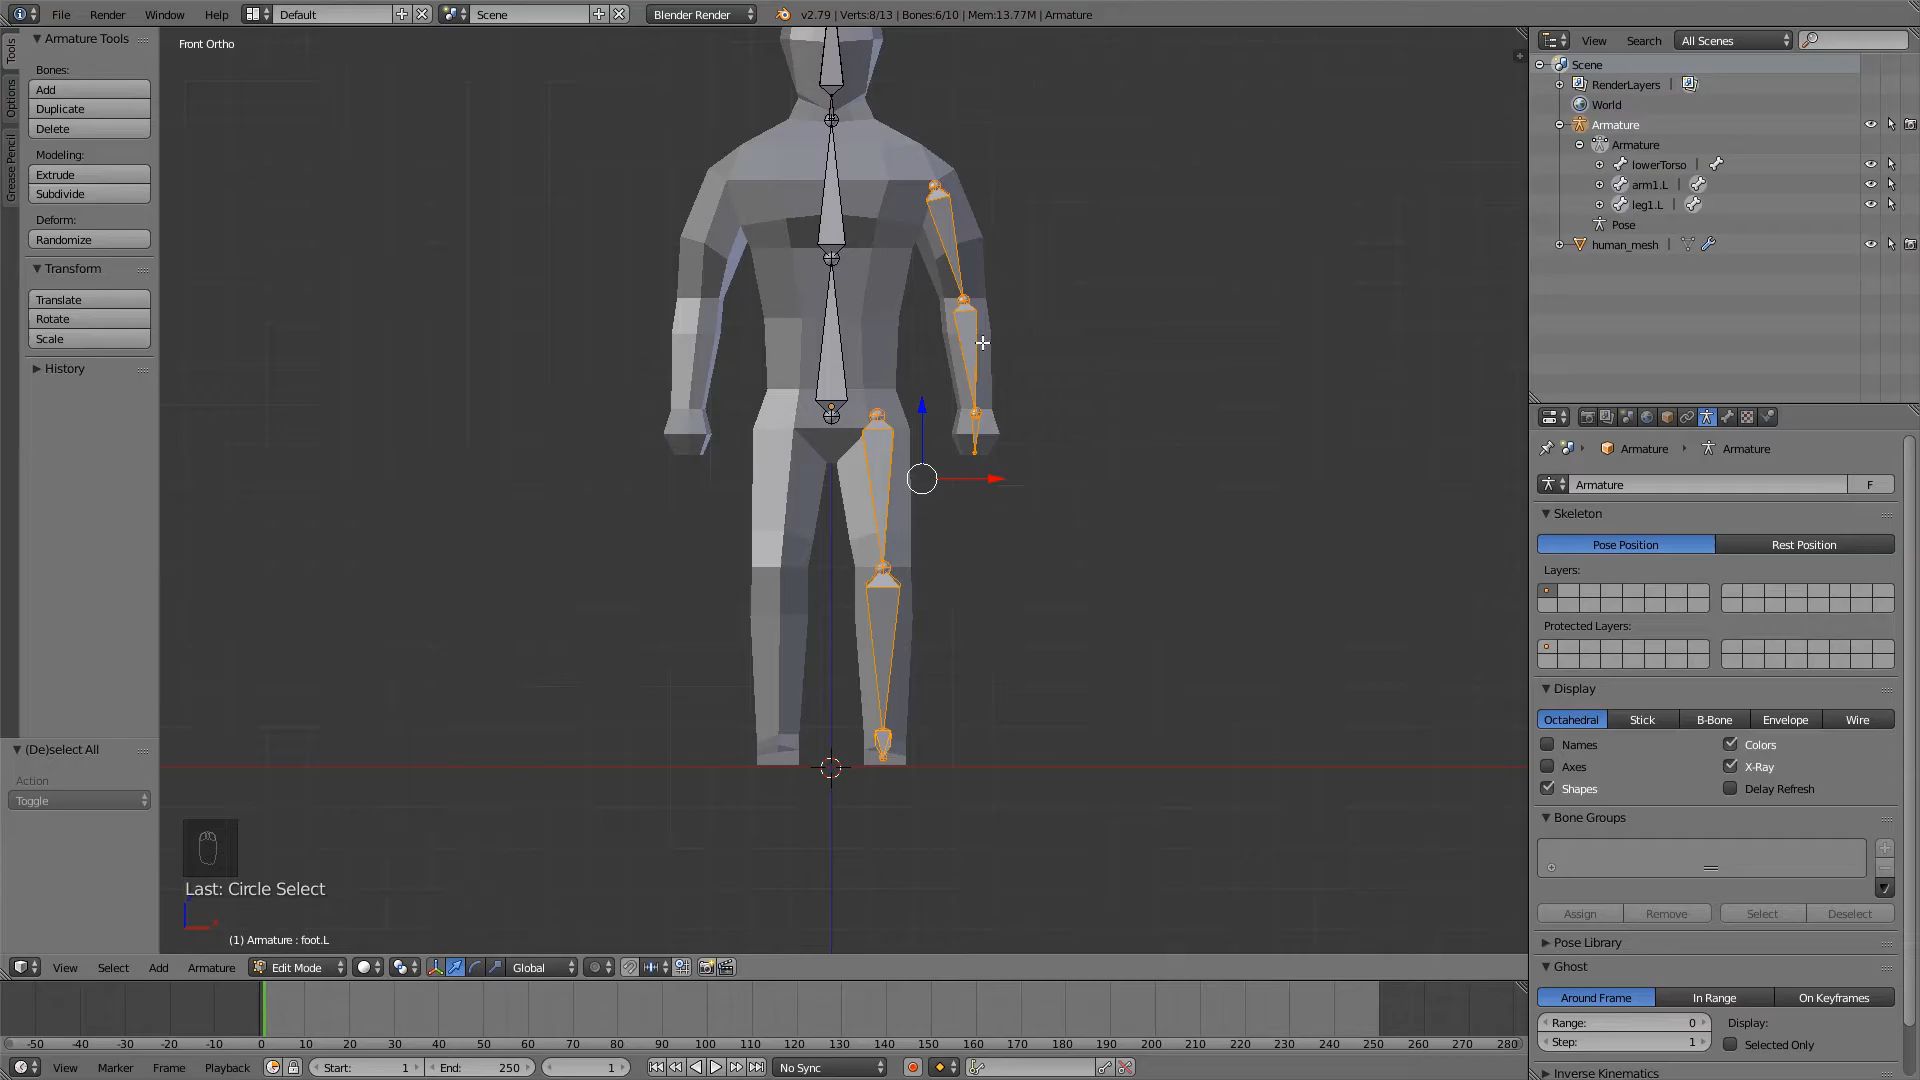 File Render Window Help Default Scene Blender Render v2.79 | Verts:8/13 | Bones:6/10 | Mem:13.77M | Armature
Tools
Options
Grease Pencil
Armature Tools
Bones:
Add
Duplicate
Delete
Modeling:
Extrude
Subdivide
Deform:
Randomize
Transform
Translate
Rotate
Scale
History
(De)select All
Action
Toggle
Front Ortho
Last: Circle Select
(1) Armature : foot.L
View Select Add Armature Edit Mode Global
-50 -40 -30 -20 -10 0 10 20 30 40 50 60 70 80 90 100 110 120 130 140 150 160 170 180 190 200 210 220 230 240 250 260 270 280
View Marker Frame Playback Start: 1 End: 250 1 No Sync
View Search All Scenes
Scene
RenderLayers |
World
Armature
Armature
lowerTorso |
arm1.L |
leg1.L |
Pose
human_mesh |
Armature Armature
Armature F
Skeleton
Pose Position Rest Position
Layers:
Protected Layers:
Display
Octahedral Stick B-Bone Envelope Wire
Names Colors
Axes X-Ray
Shapes Delay Refresh
Bone Groups
Assign Remove Select Deselect
Pose Library
Ghost
Around Frame In Range On Keyframes
Range: 0 Display:
Step: 1 Selected Only
Inverse Kinematics